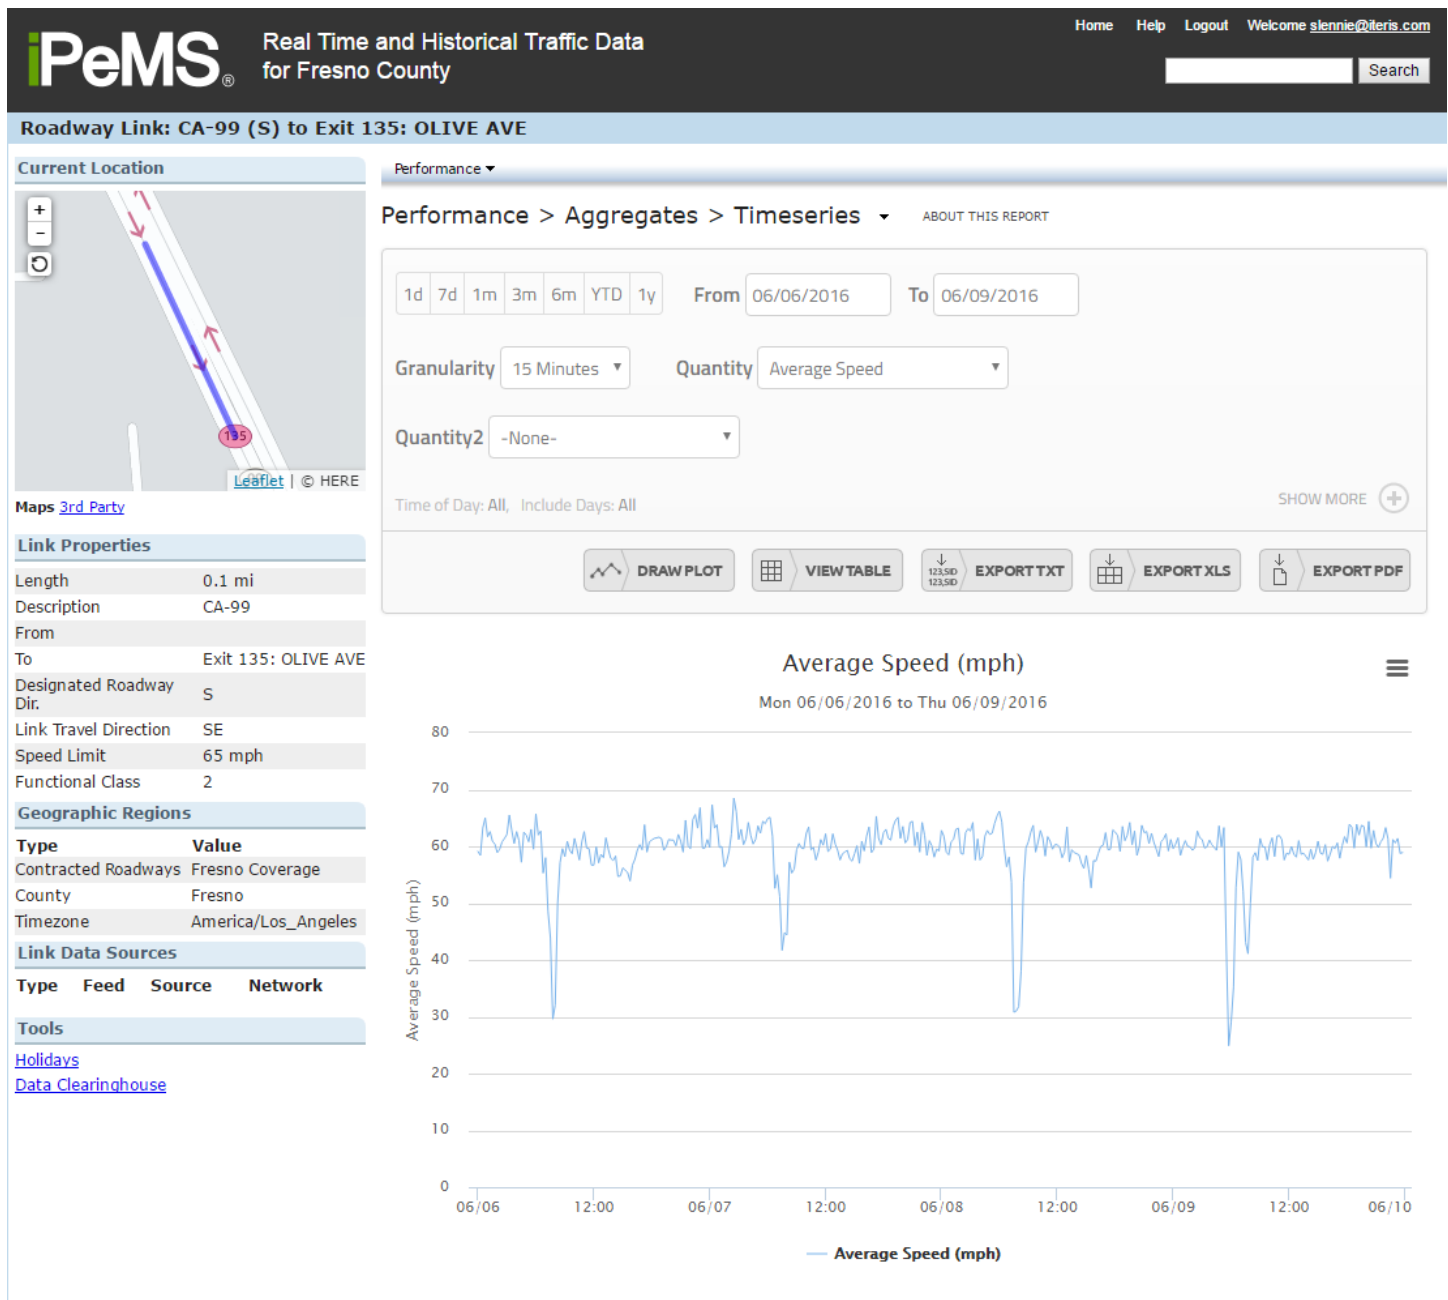 Home Help Logout Welcome slennie@iteris.com
iPeMS® Real Time and Historical Traffic Data
for Fresno County
Search
Roadway Link: CA-99 (S) to Exit 135: OLIVE AVE
Current Location
+
-
135
Leaflet | © HERE
Maps 3rd Party
Link Properties
Length 0.1 mi
Description CA-99
From
To Exit 135: OLIVE AVE
Designated Roadway
Dir. S
Link Travel Direction SE
Speed Limit 65 mph
Functional Class 2
Geographic Regions
Type Value
Contracted Roadways Fresno Coverage
County Fresno
Timezone America/Los_Angeles
Link Data Sources
Type Feed Source Network
Tools
Holidays
Data Clearinghouse
Performance
Performance > Aggregates > Timeseries ABOUT THIS REPORT
1d 7d 1m 3m 6m YTD 1y From 06/06/2016 To 06/09/2016
Granularity 15 Minutes Quantity Average Speed
Quantity2 -None-
Time of Day: All, Include Days: All SHOW MORE
DRAW PLOT VIEW TABLE 123,SID 123,SID EXPORT TXT EXPORT XLS EXPORT PDF
Average Speed (mph)
Mon 06/06/2016 to Thu 06/09/2016
Average Speed (mph)
80
70
60
50
40
30
20
10
0
06/06 12:00 06/07 12:00 06/08 12:00 06/09 12:00 06/10
Average Speed (mph)